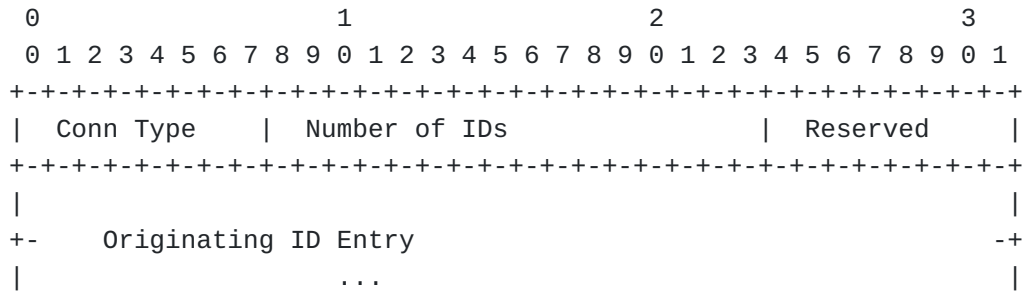 0                   1                   2                   3
 0 1 2 3 4 5 6 7 8 9 0 1 2 3 4 5 6 7 8 9 0 1 2 3 4 5 6 7 8 9 0 1
+-+-+-+-+-+-+-+-+-+-+-+-+-+-+-+-+-+-+-+-+-+-+-+-+-+-+-+-+-+-+-+-+
|  Conn Type    |  Number of IDs                |  Reserved     |
+-+-+-+-+-+-+-+-+-+-+-+-+-+-+-+-+-+-+-+-+-+-+-+-+-+-+-+-+-+-+-+-+
|                                                               |
+-    Originating ID Entry                                     -+
|                    ...                                        |